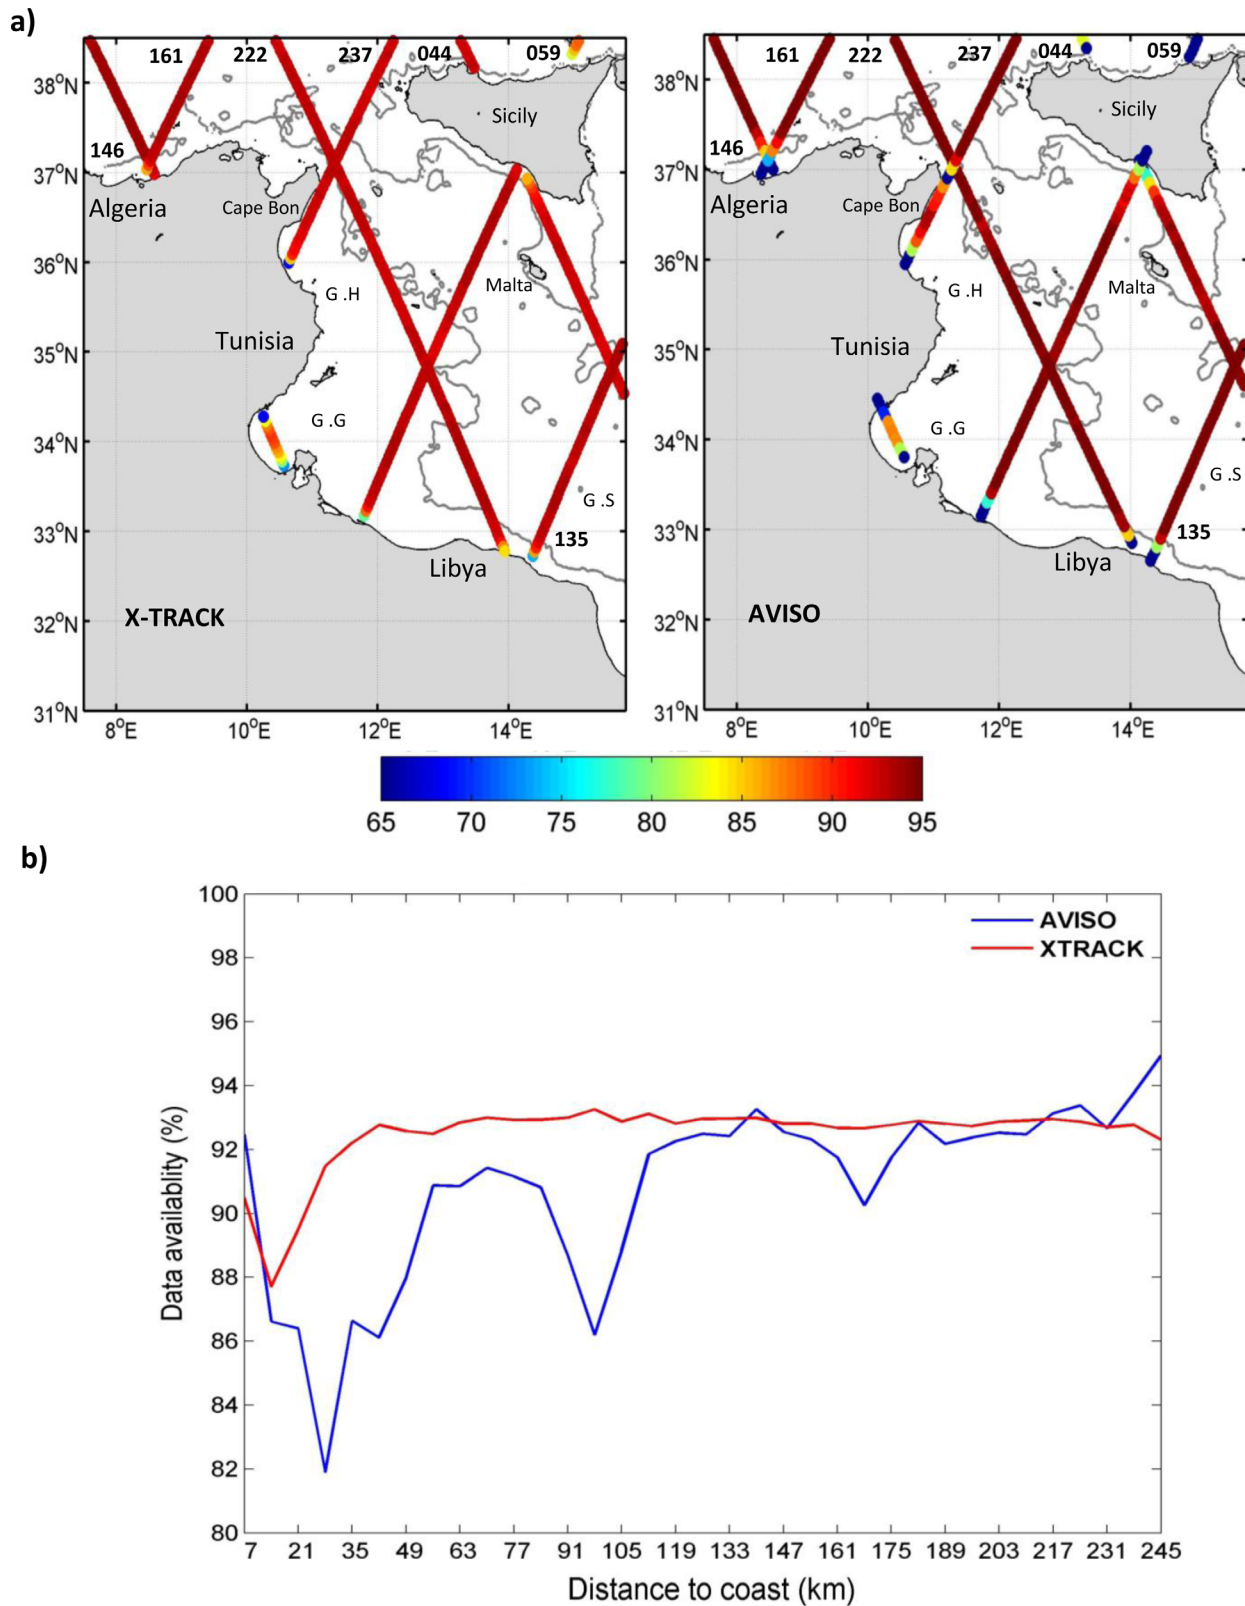 a)
161 222 237 044 059
146
Sicily
Algeria
Cape Bon
G .H
Malta
Tunisia
G .G
G .S
135
Libya
X-TRACK
38°N
37°N
36°N
35°N
34°N
33°N
32°N
31°N
8°E 10°E 12°E 14°E
161 222 237 044 059
146
Sicily
Algeria
Cape Bon
G .H
Malta
Tunisia
G .G
G .S
135
Libya
AVISO
38°N
37°N
36°N
35°N
34°N
33°N
32°N
31°N
8°E 10°E 12°E 14°E
65 70 75 80 85 90 95
b)
AVISO
XTRACK
Data availablity (%)
100
98
96
94
92
90
88
86
84
82
80
7 21 35 49 63 77 91 105 119 133 147 161 175 189 203 217 231 245
Distance to coast (km)